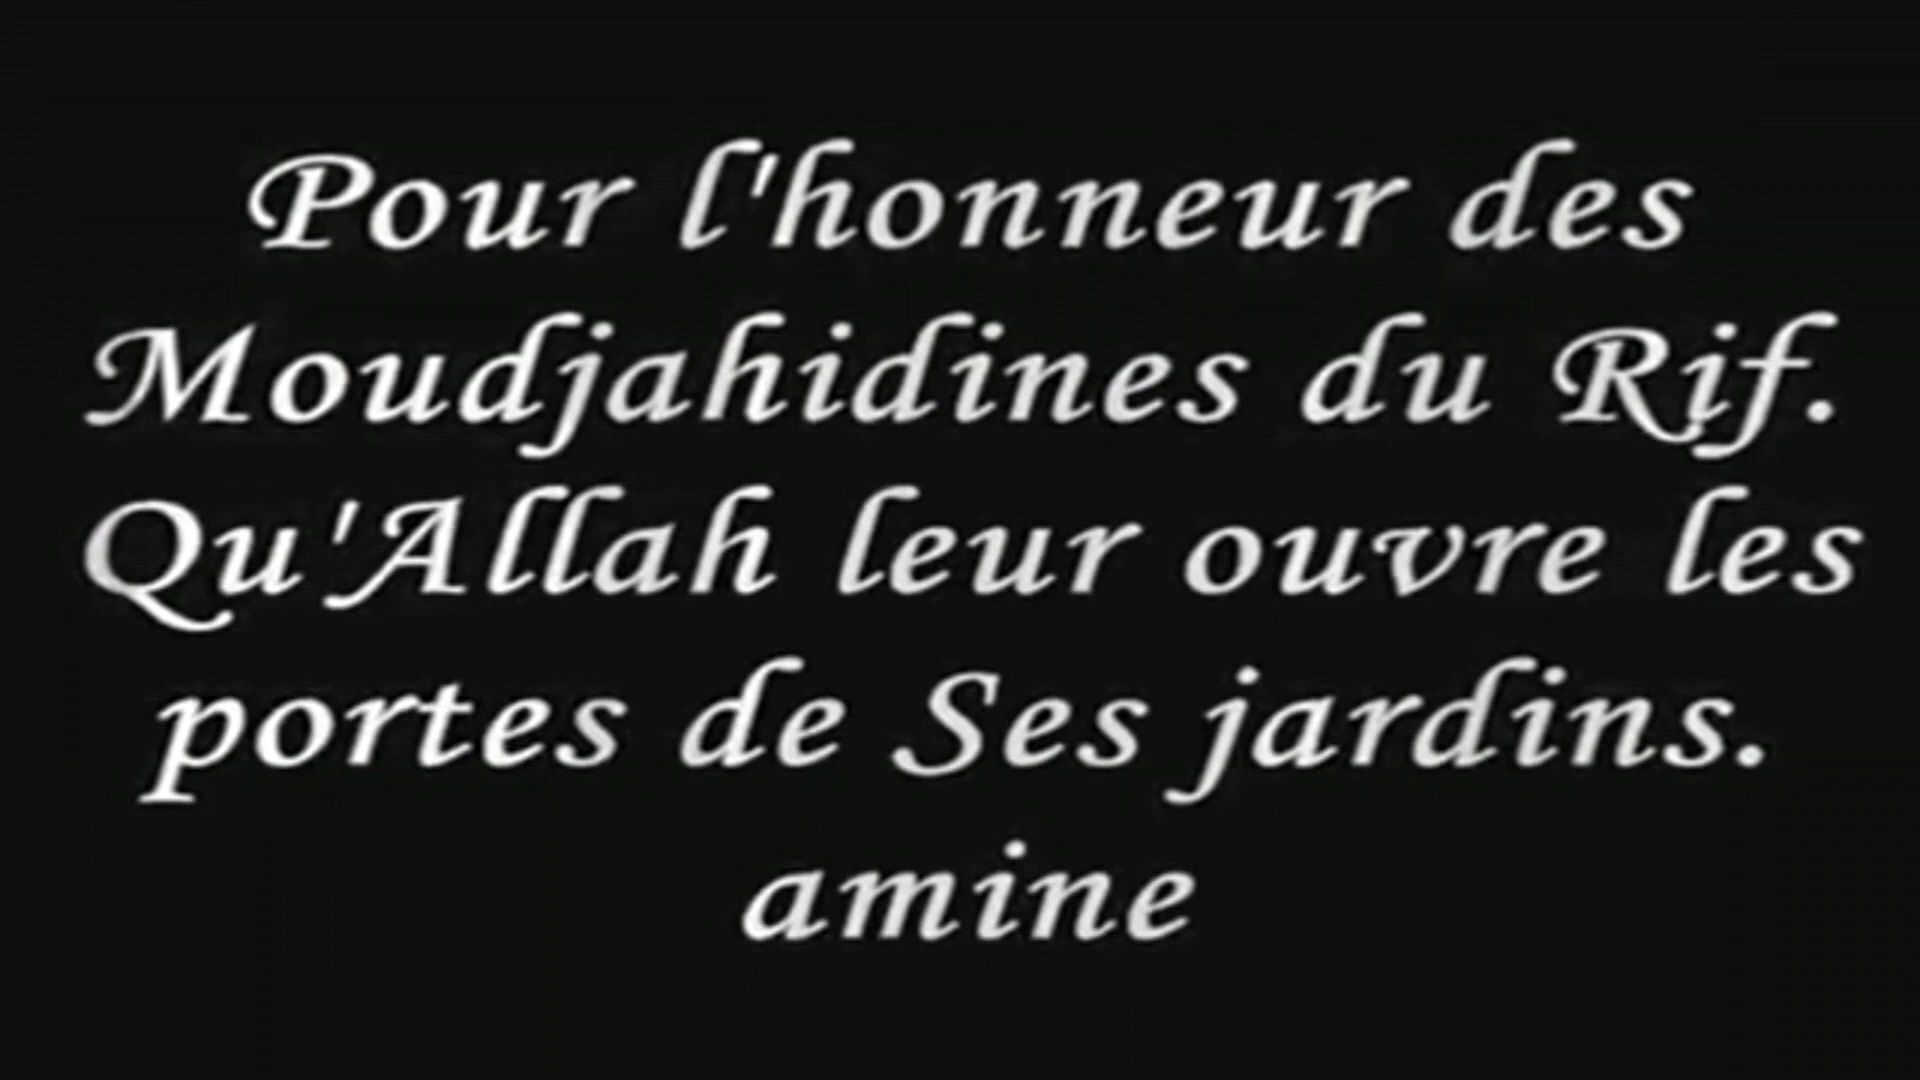 Pour l'honneur des
Moudjahidines du Rif.
Qu'Allah leur ouvre les
portes de Ses jardins.
amine